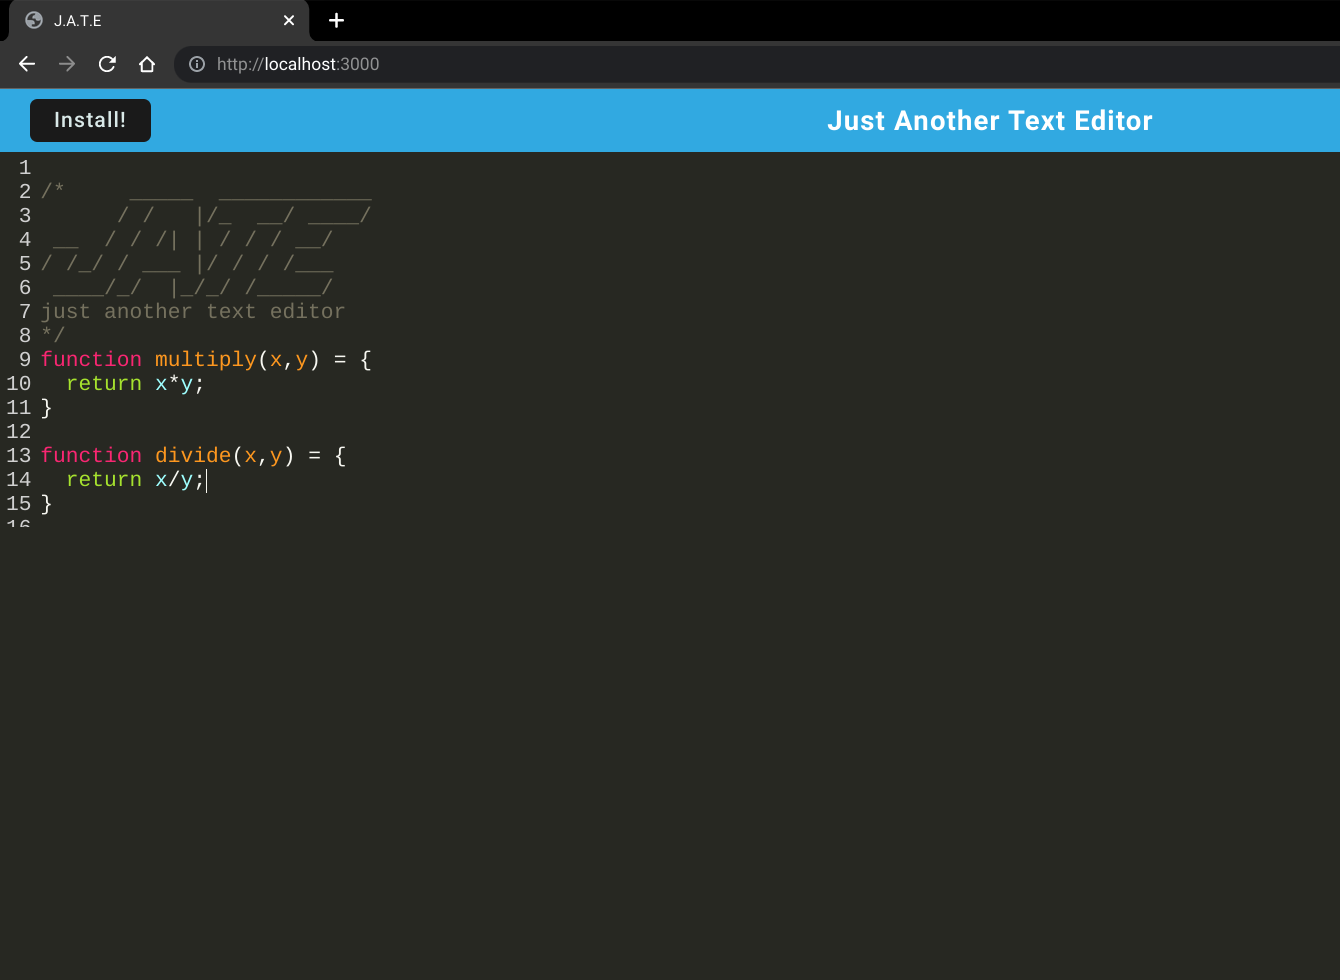 J.A.T.E
http://localhost:3000
Install!
Just Another Text Editor
1
2 /*     _____  ____________
3       / /   |/_  __/ ____/
4  __  / / /| | / / / __/
5 / /_/ / ___ |/ / / /___
6  ____/_/  |_/_/ /_____/
7 just another text editor
8 */
9 function multiply(x,y) = {
10   return x*y;
11 }
12
13 function divide(x,y) = {
14   return x/y;
15 }
16